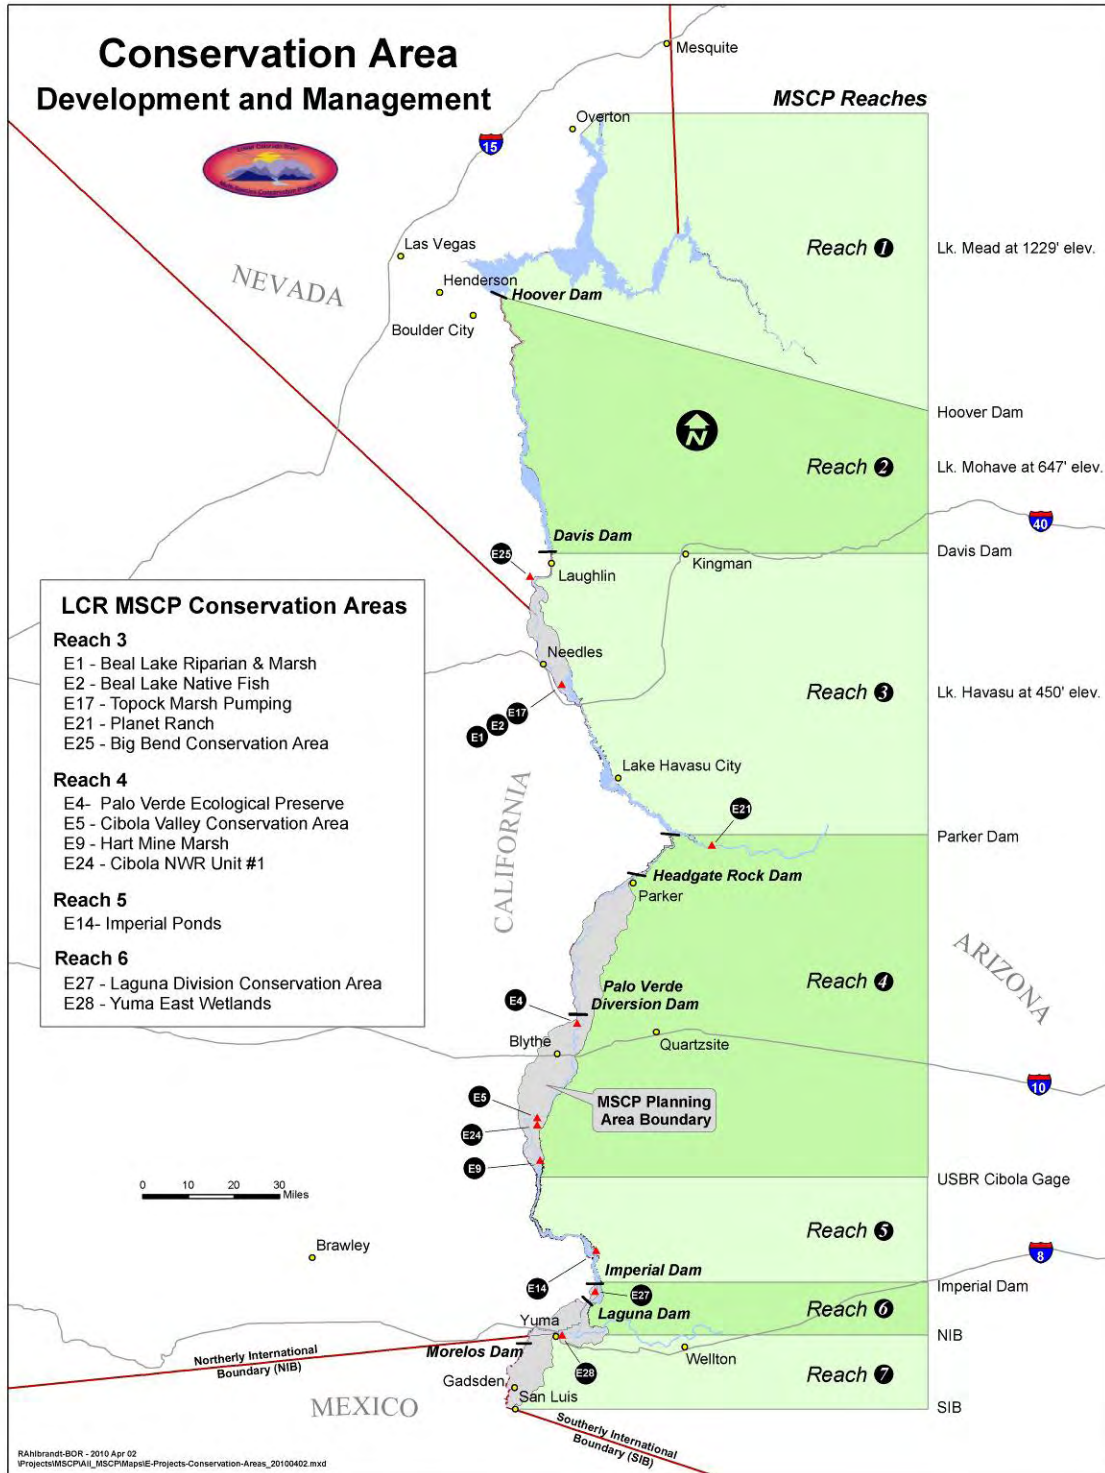 Conservation Area
Development and Management
Lower Colorado River
Multi-Species Conservation Program
MSCP Reaches
Mesquite
Overton
15
Las Vegas
NEVADA
Henderson
Hoover Dam
Boulder City
Reach 1
Lk. Mead at 1229' elev.
Hoover Dam
N
Reach 2
Lk. Mohave at 647' elev.
40
Davis Dam
Davis Dam
E25
Laughlin
Kingman
LCR MSCP Conservation Areas
Reach 3
E1 - Beal Lake Riparian & Marsh
E2 - Beal Lake Native Fish
E17 - Topock Marsh Pumping
E21 - Planet Ranch
E25 - Big Bend Conservation Area
Reach 4
E4- Palo Verde Ecological Preserve
E5 - Cibola Valley Conservation Area
E9 - Hart Mine Marsh
E24 - Cibola NWR Unit #1
Reach 5
E14- Imperial Ponds
Reach 6
E27 - Laguna Division Conservation Area
E28 - Yuma East Wetlands
Needles
E17
E2
E1
Reach 3
Lk. Havasu at 450' elev.
CALIFORNIA
Lake Havasu City
E21
Parker Dam
Headgate Rock Dam
Parker
ARIZONA
Reach 4
Palo Verde
Diversion Dam
E4
Blythe
Quartzsite
10
MSCP Planning
Area Boundary
E5
E24
E9
USBR Cibola Gage
0 10 20 30
Miles
Reach 5
Brawley
8
E14
Imperial Dam
Imperial Dam
E27
Laguna Dam
Reach 6
Yuma
NIB
Morelos Dam
Wellton
E28
Northerly International
Boundary (NIB)
Gadsden
Reach 7
MEXICO
San Luis
SIB
Southerly International
Boundary (SIB)
RAhlbrandt-BOR - 2010 Apr 02
\Projects\MSCP\All_MSCP\Maps\E-Projects-Conservation-Areas_20100402.mxd